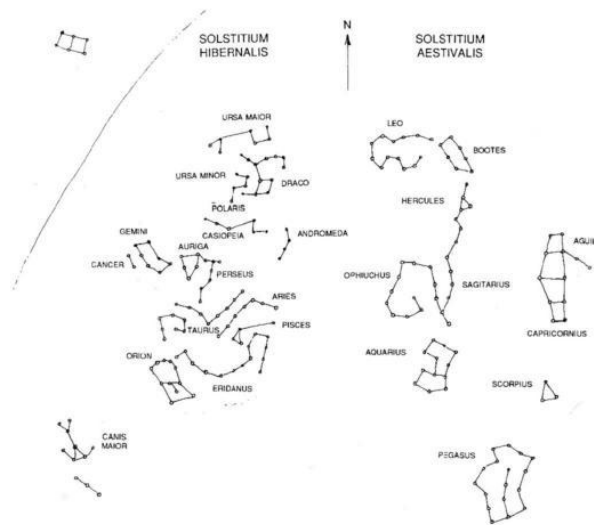 SOLSTITIUM
HIBERNALIS
N
SOLSTITIUM
AESTIVALIS
URSA MAIOR
LEO
BOOTES
URSA MINOR
DRACO
POLARIS
HERCULES
CASIOPEIA
ANDROMEDA
GEMINI
AURIGA
CANCER
PERSEUS
OPHIUCHUS
SAGITARIUS
ARIES
TAURUS
PISCES
CAPRICORNIUS
ORION
ERIDANUS
AQUARIUS
SCORPIUS
CANIS
MAIOR
PEGASUS